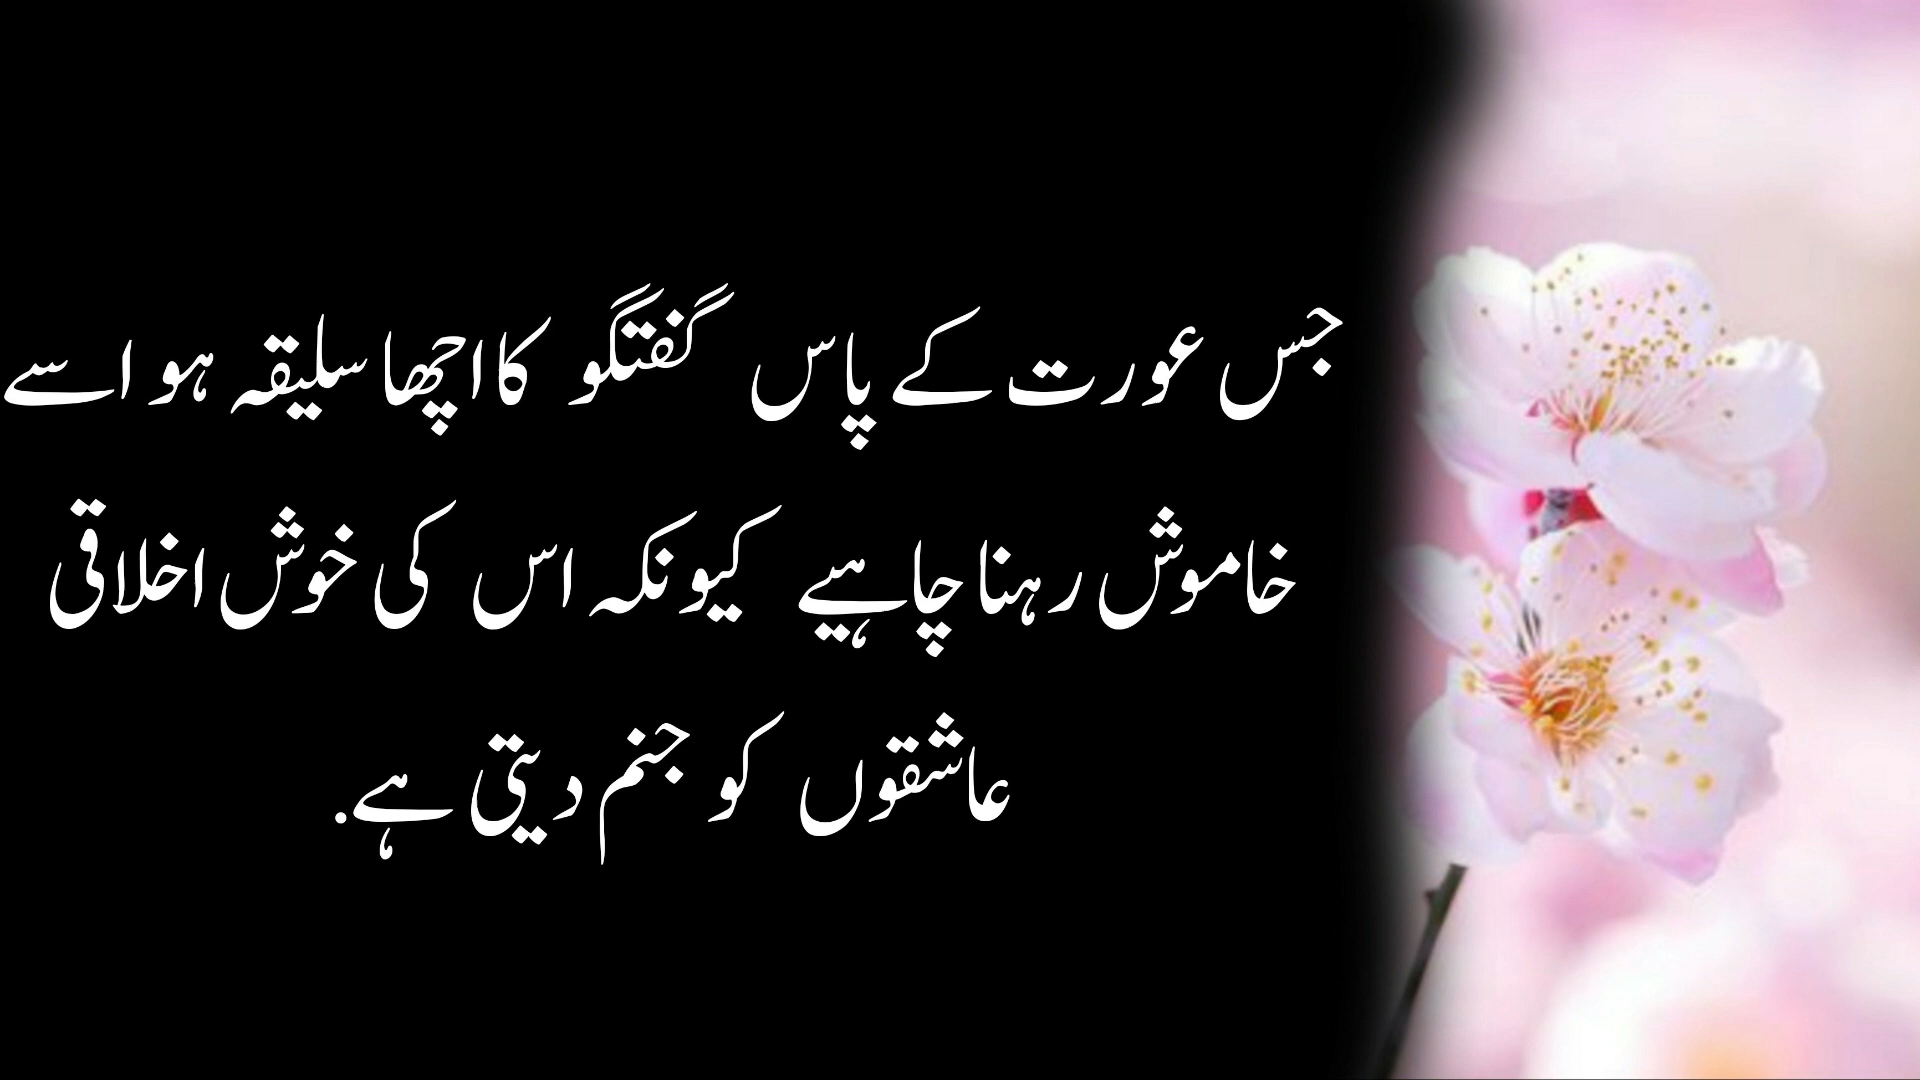 جس عورت کے پاس گفتگو کا اچھا سلیقہ ہو اسے
خاموش رہنا چاہیے کیونکہ اس کی خوش اخلاقی
عاشقوں کو جنم دیتی ہے.